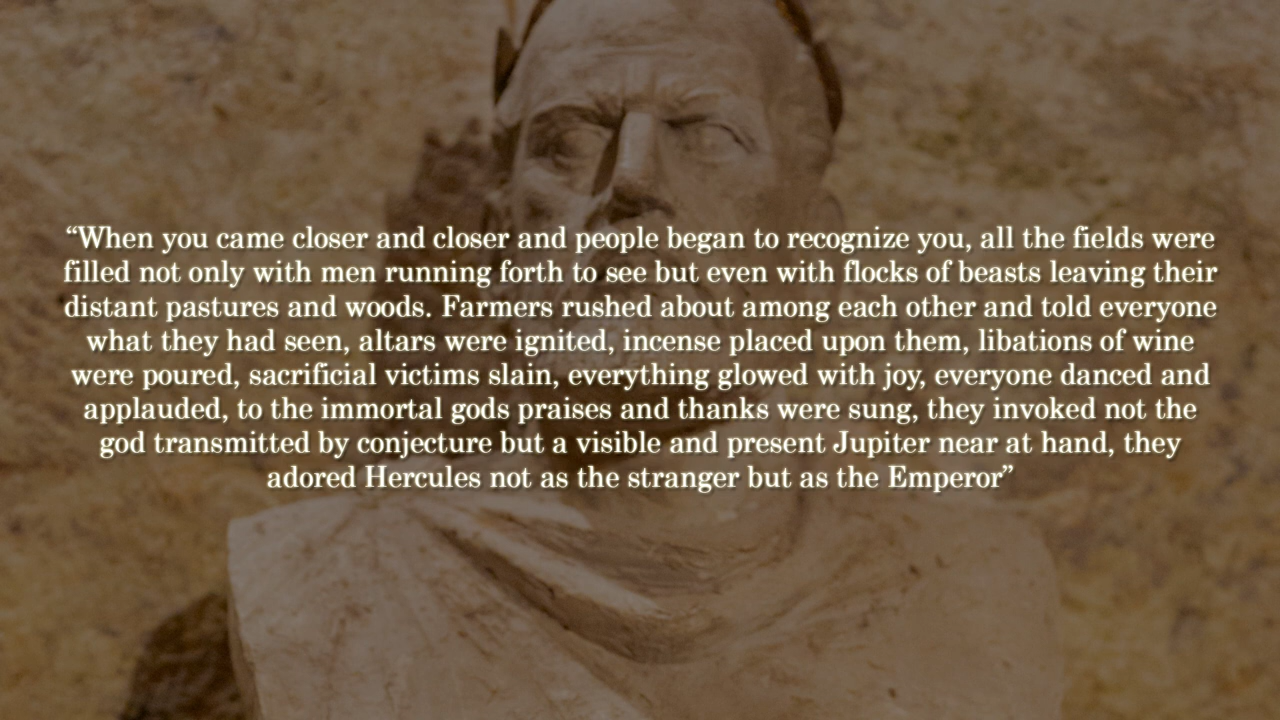 “When you came closer and closer and people began to recognize you, all the fields were
filled not only with men running forth to see but even with flocks of beasts leaving their
distant pastures and woods. Farmers rushed about among each other and told everyone
what they had seen, altars were ignited, incense placed upon them, libations of wine
were poured, sacrificial victims slain, everything glowed with joy, everyone danced and
applauded, to the immortal gods praises and thanks were sung, they invoked not the
god transmitted by conjecture but a visible and present Jupiter near at hand, they
adored Hercules not as the stranger but as the Emperor”